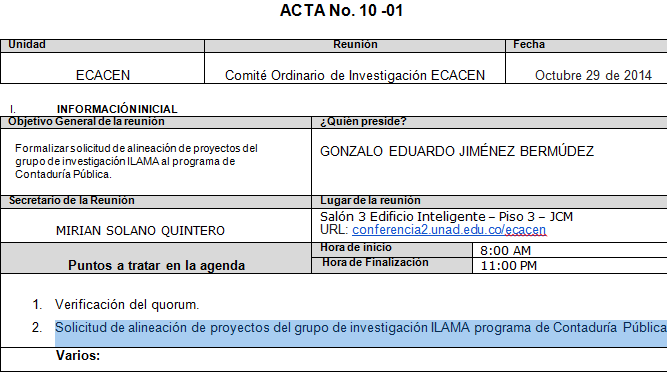 ACTA No. 10 -01
Unidad Reunión Fecha
ECACEN Comité Ordinario de Investigación ECACEN Octubre 29 de 2014
I. INFORMACIÓN INICIAL
Objetivo General de la reunión ¿Quién preside?
Formalizar solicitud de alineación de proyectos del
grupo de investigación ILAMA al programa de
Contaduría Pública.
GONZALO EDUARDO JIMÉNEZ BERMÚDEZ
Secretario de la Reunión Lugar de la reunión
MIRIAN SOLANO QUINTERO
Salón 3 Edificio Inteligente – Piso 3 – JCM
URL: conferencia2.unad.edu.co/ecacen
Puntos a tratar en la agenda
Hora de inicio 8:00 AM
Hora de Finalización 11:00 PM
1. Verificación del quorum.
2. Solicitud de alineación de proyectos del grupo de investigación ILAMA programa de Contaduría Pública
Varios: